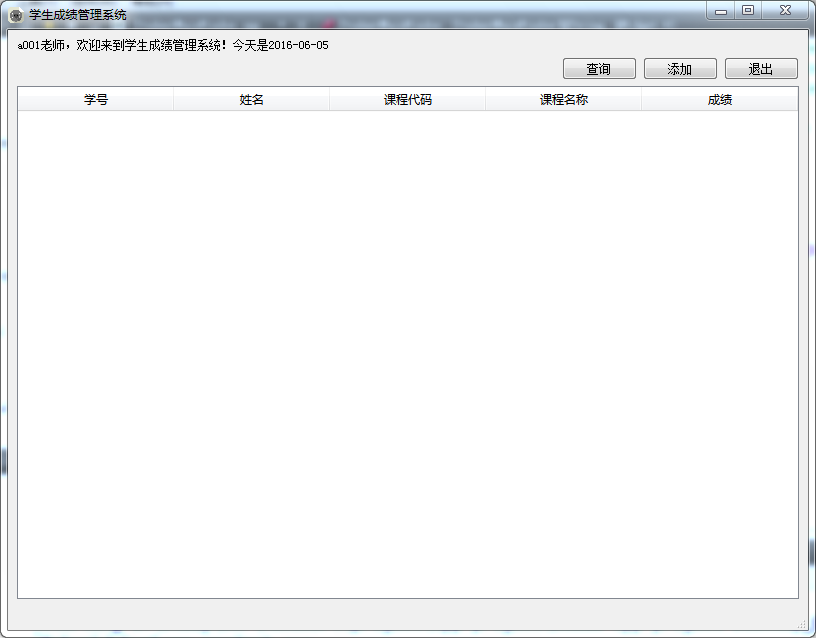 学生成绩管理系统
a001老师，欢迎来到学生成绩管理系统！今天是2016-06-05
查询 添加 退出
学号 姓名 课程代码 课程名称 成绩